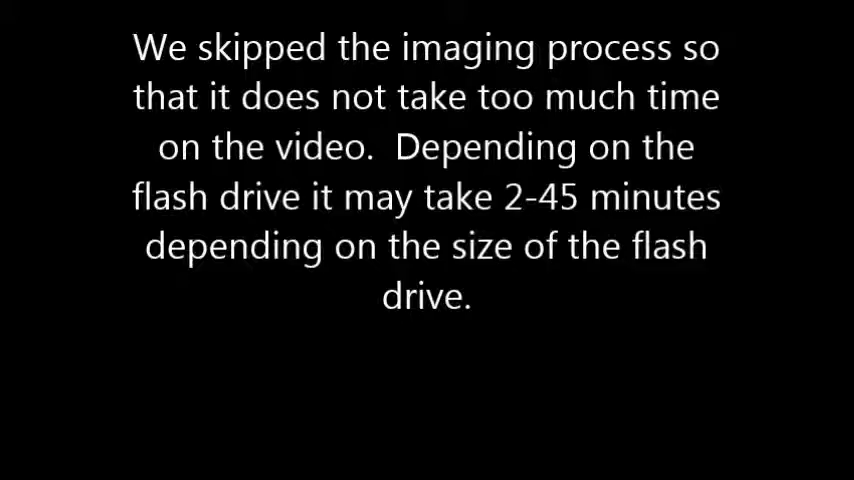 We skipped the imaging process so
that it does not take too much time
on the video.  Depending on the
flash drive it may take 2-45 minutes
depending on the size of the flash
drive.